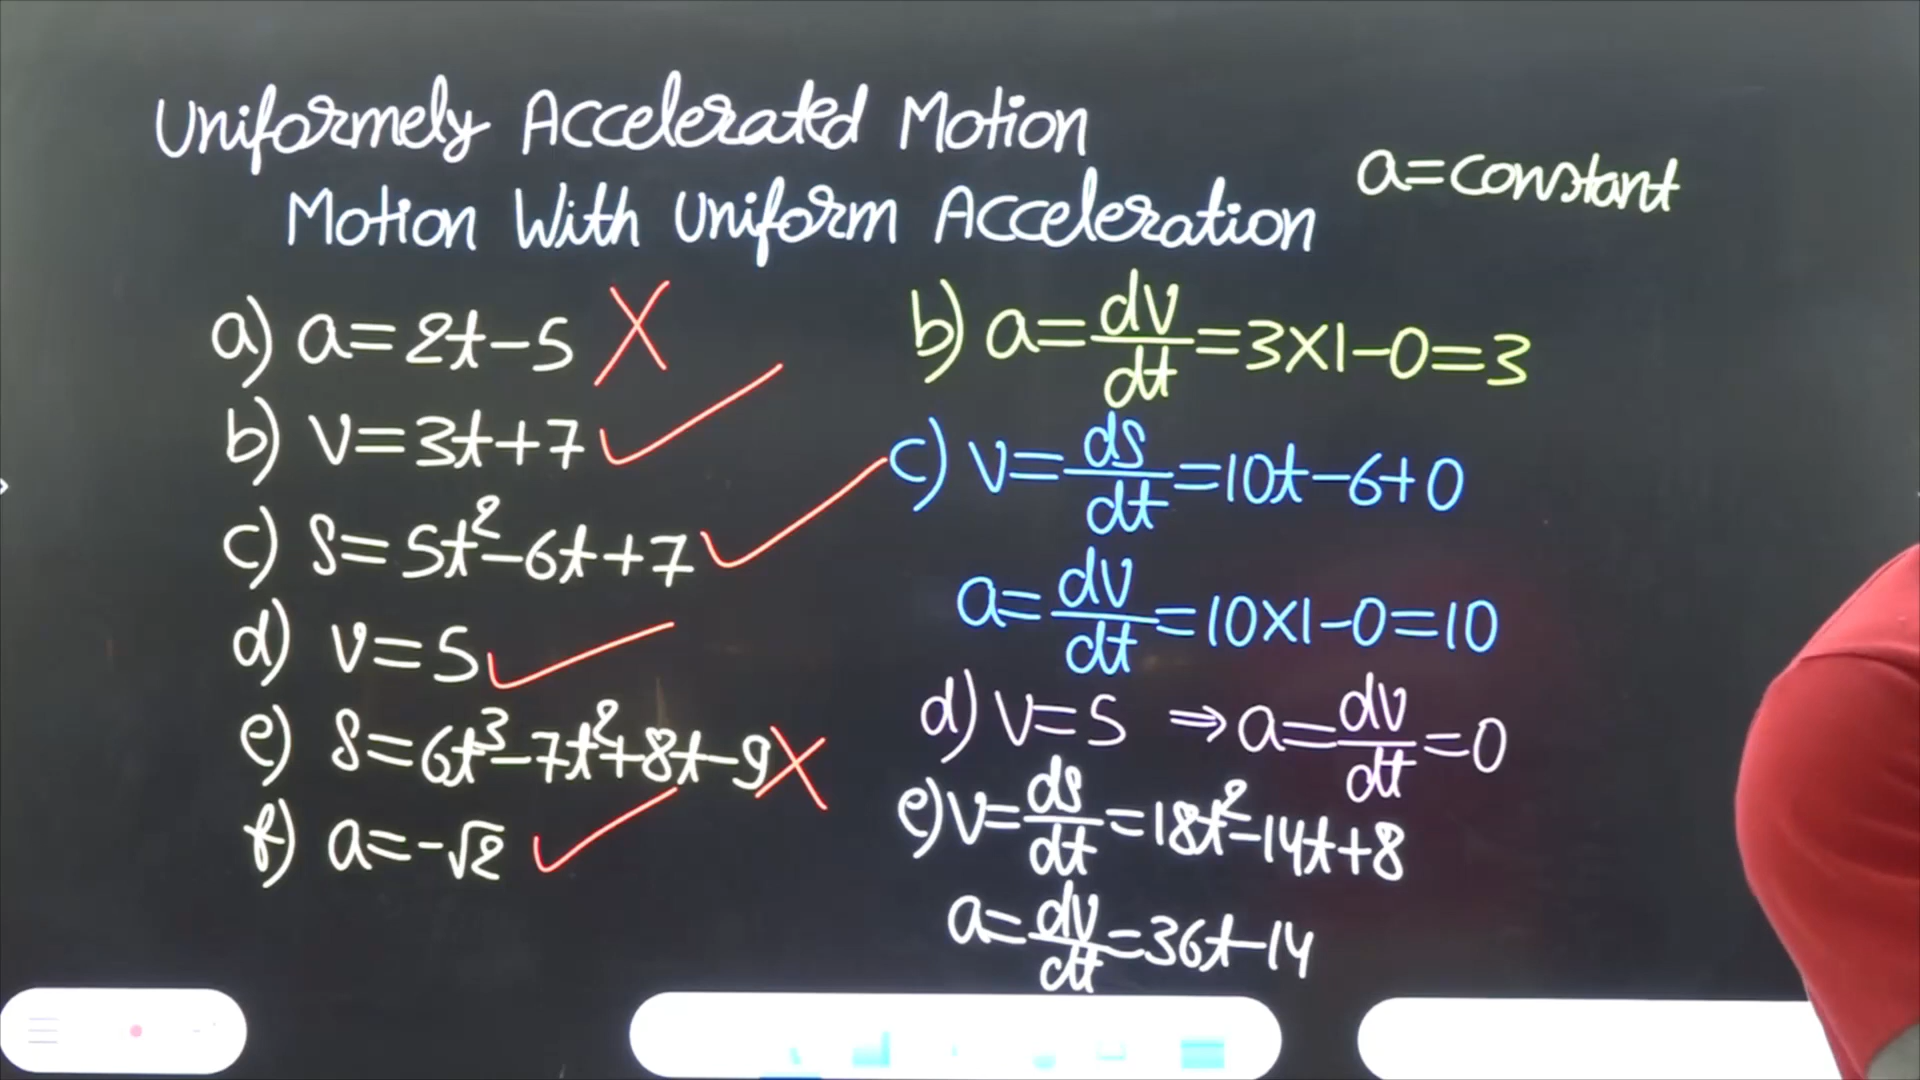 Uniformely Accelerated Motion
a=constant
Motion With Uniform Acceleration
a) a=2t-5 X
b) v=3t+7 ✓
c) s=5t²-6t+7 ✓
d) v=5 ✓
e) s=6t³-7t²+8t-9 X
f) a=-√2 ✓
b) a=dv/dt=3×1-0=3
c) v=ds/dt=10t-6+0
a=dv/dt=10×1-0=10
d) v=5 ⇒ a=dv/dt=0
e) v=ds/dt=18t²-14t+8
a=dv/dt=36t-14